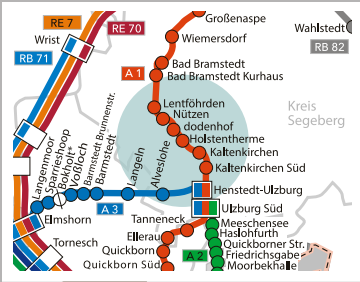 RE 7
RE 70
Großenaspe
Wrist
Wiemersdorf
Wahlstedt
RB 82
RB 71
A 1
Bad Bramstedt
Bad Bramstedt Kurhaus
Lentföhrden
Nützen
dodenhof
Holstentherme
Kaltenkirchen
Kaltenkirchen Süd
Kreis
Segeberg
Langenmoor
Sparrieshoop
Bokholt*
Voßloch
Barmstedt Brunnenstr.
Barmstedt
Langeln
Alveslohe
Henstedt-Ulzburg
Ulzburg Süd
A 3
Elmshorn
Tanneneck
Meeschensee
Haslohfurth
Quickborner Str.
Friedrichsgabe
Moorbekhalle
Tornesch
Ellerau
Quickborn
Quickborn Süd
A 2